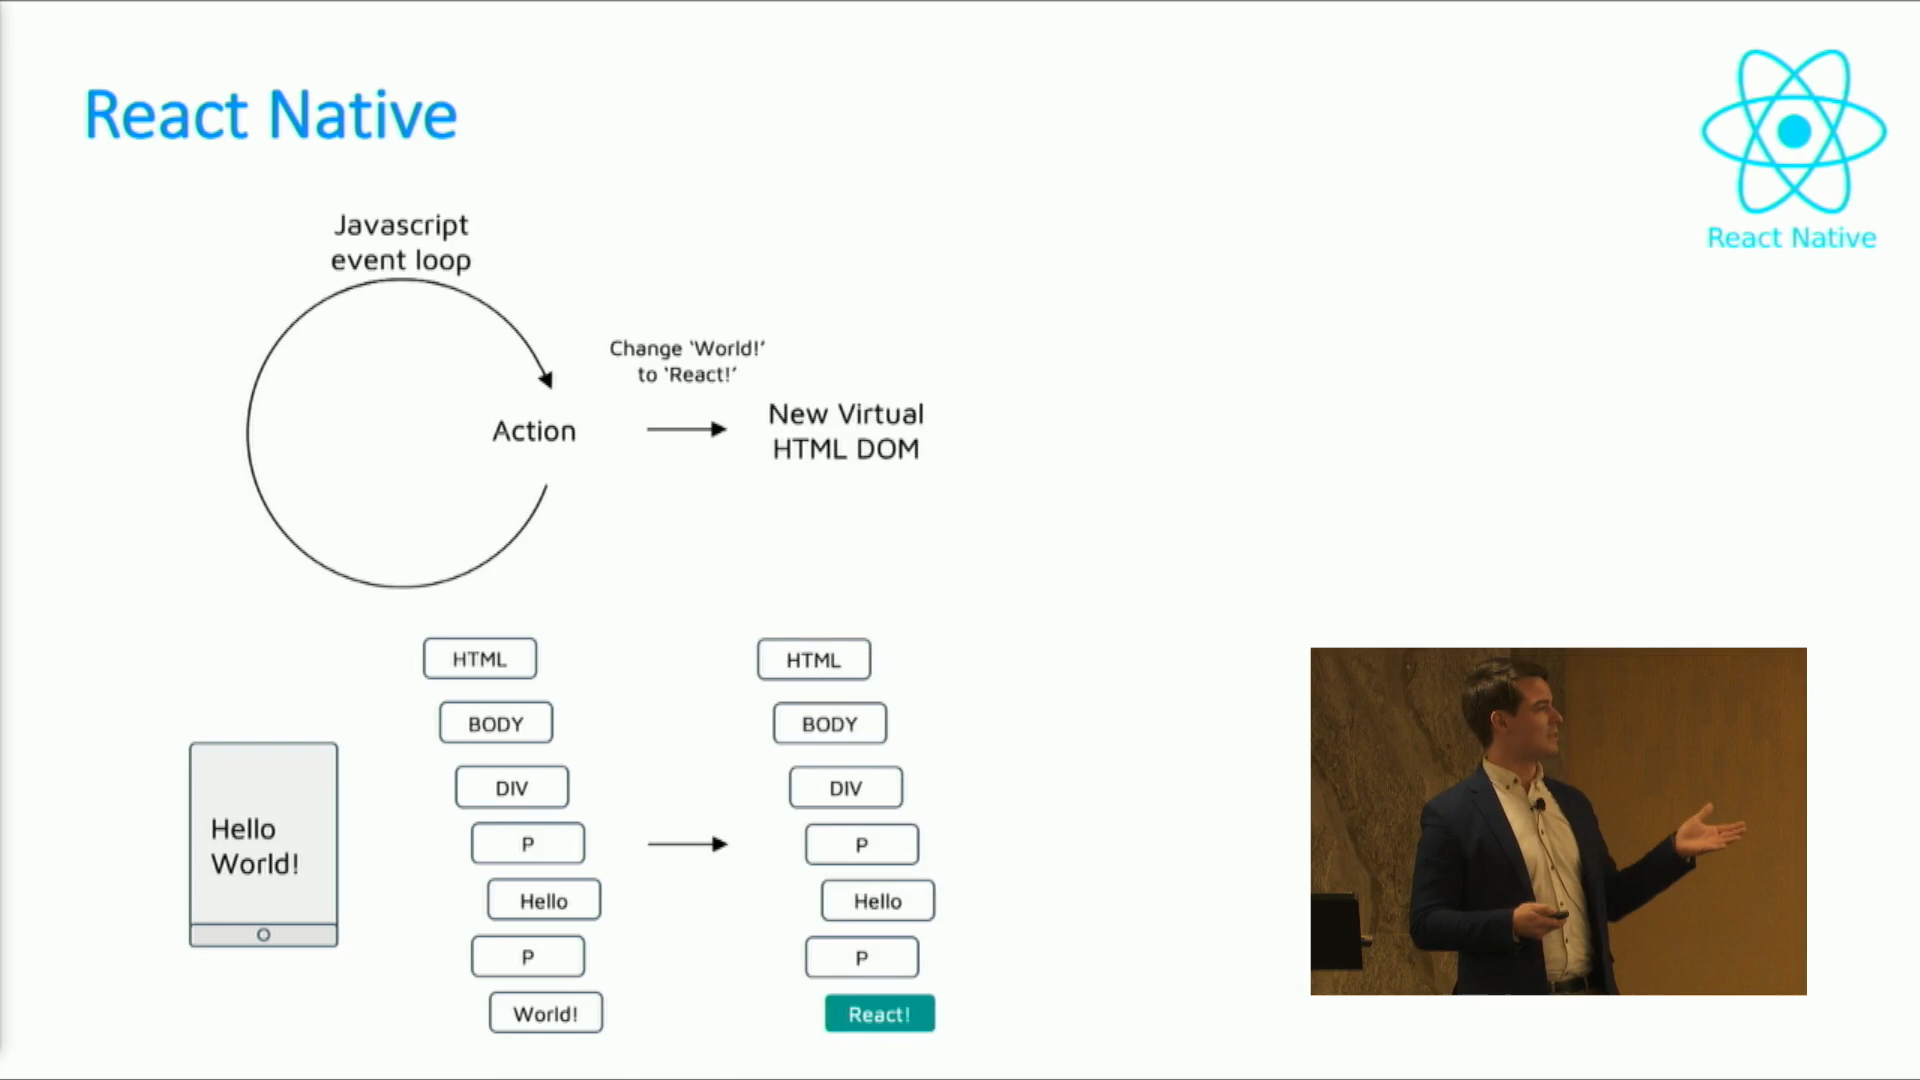 React Native
React Native
Javascript
event loop
Change ‘World!’
to ‘React!’
Action
New Virtual
HTML DOM
HTML
BODY
DIV
P
Hello
P
World!
HTML
BODY
DIV
P
Hello
P
React!
Hello
World!